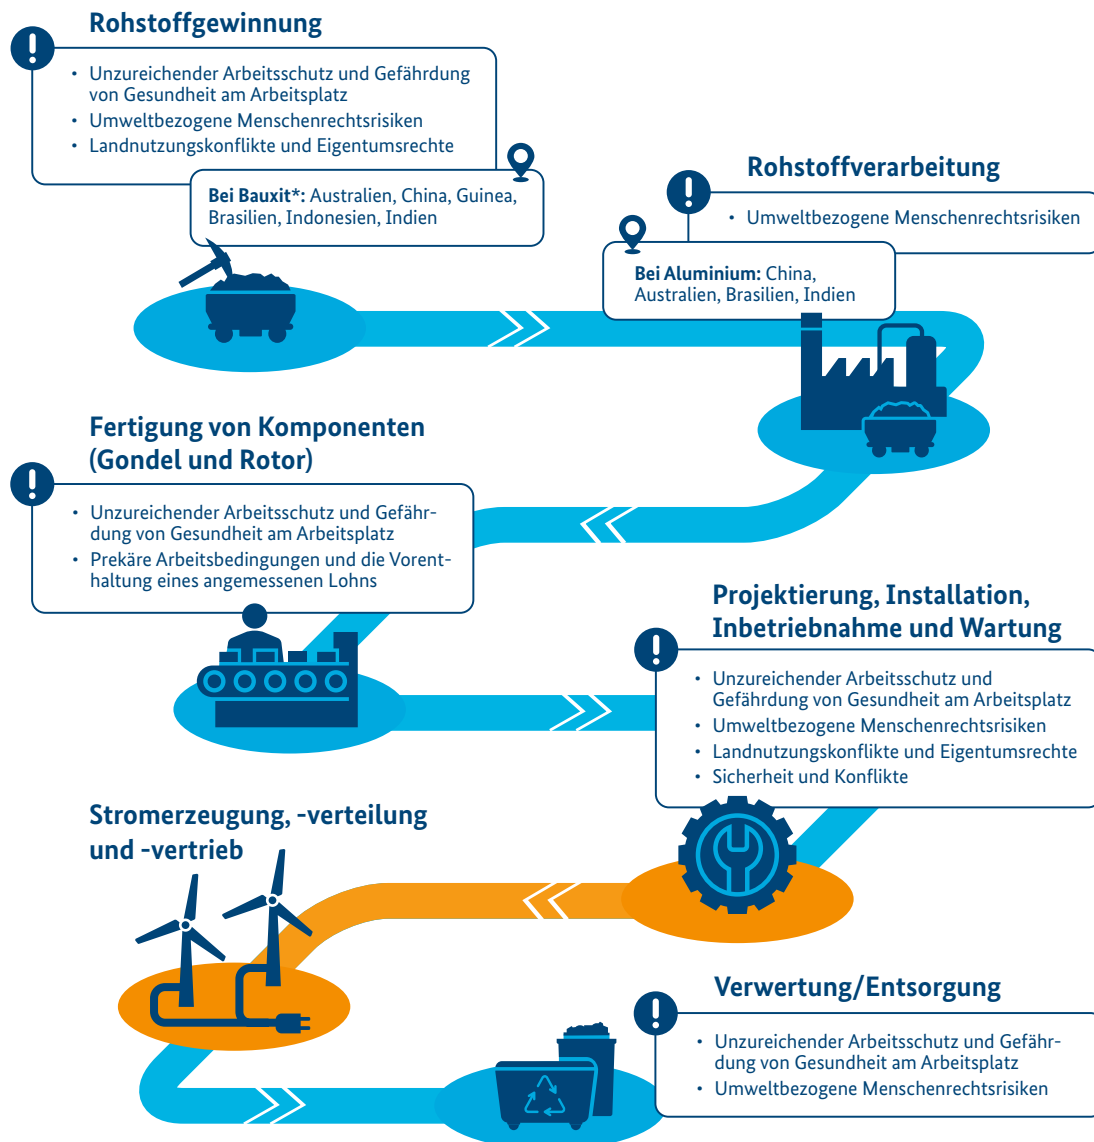 Rohstoffgewinnung
• Unzureichender Arbeitsschutz und Gefährdung
von Gesundheit am Arbeitsplatz
• Umweltbezogene Menschenrechtsrisiken
• Landnutzungskonflikte und Eigentumsrechte
Bei Bauxit*: Australien, China, Guinea,
Brasilien, Indonesien, Indien
Rohstoffverarbeitung
• Umweltbezogene Menschenrechtsrisiken
Bei Aluminium: China,
Australien, Brasilien, Indien
Fertigung von Komponenten
(Gondel und Rotor)
• Unzureichender Arbeitsschutz und Gefähr-
dung von Gesundheit am Arbeitsplatz
• Prekäre Arbeitsbedingungen und die Vorent-
haltung eines angemessenen Lohns
Projektierung, Installation,
Inbetriebnahme und Wartung
• Unzureichender Arbeitsschutz und
Gefährdung von Gesundheit am Arbeitsplatz
• Umweltbezogene Menschenrechtsrisiken
• Landnutzungskonflikte und Eigentumsrechte
• Sicherheit und Konflikte
Stromerzeugung, -verteilung
und -vertrieb
Verwertung/Entsorgung
• Unzureichender Arbeitsschutz und Gefähr-
dung von Gesundheit am Arbeitsplatz
• Umweltbezogene Menschenrechtsrisiken